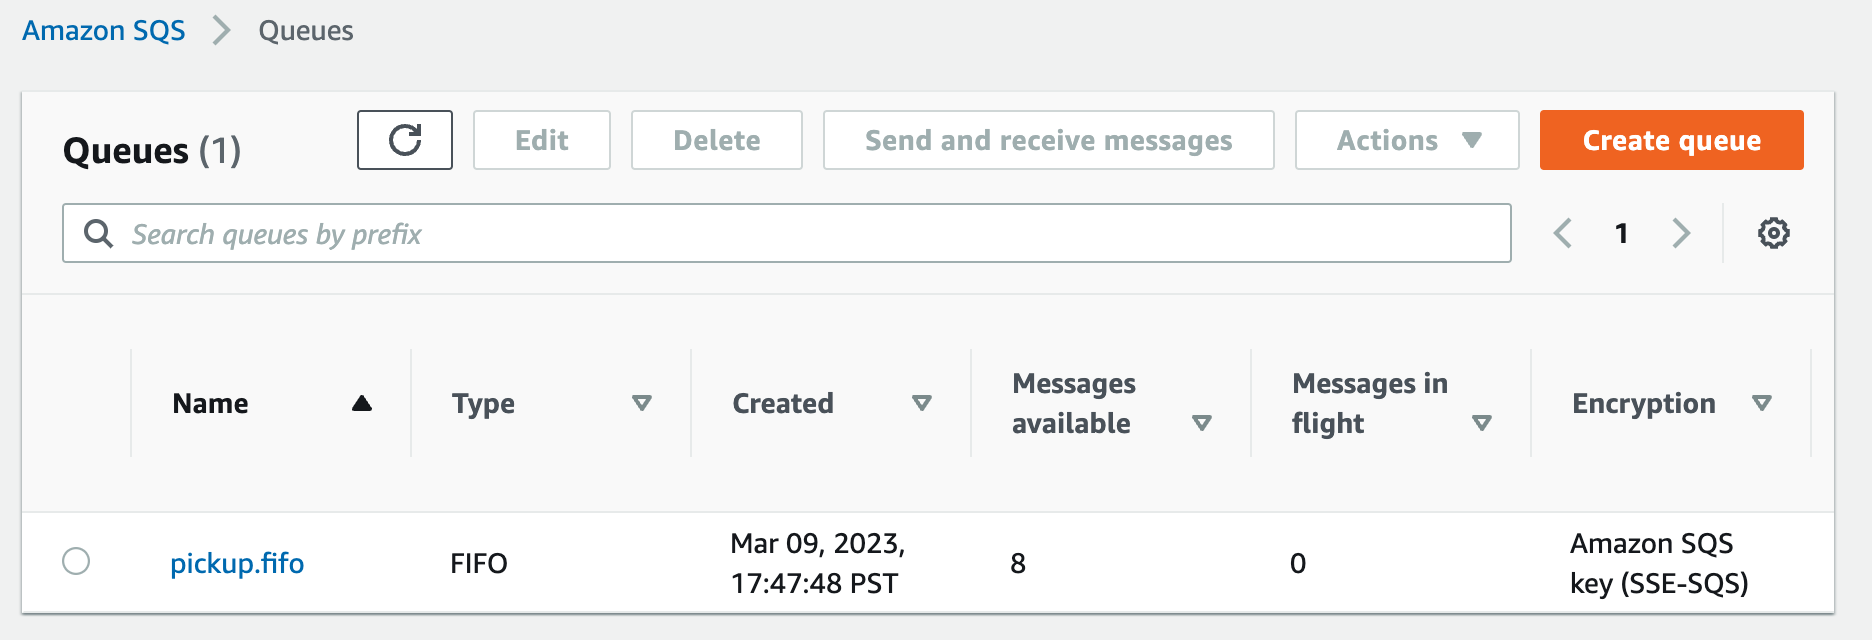 Amazon SQS > Queues
Queues (1) Edit Delete Send and receive messages Actions Create queue
Search queues by prefix 1
Name Type Created Messages available Messages in flight Encryption
pickup.fifo FIFO Mar 09, 2023, 17:47:48 PST 8 0 Amazon SQS key (SSE-SQS)